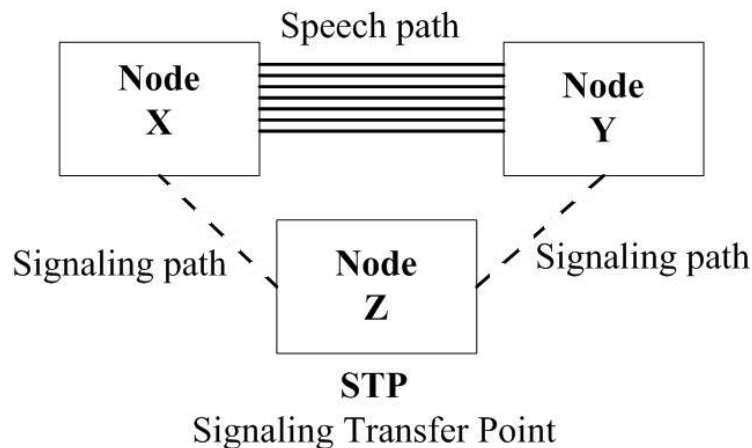 Speech path
Node
X
Node
Y
Signaling path
Node
Z
Signaling path
STP
Signaling Transfer Point